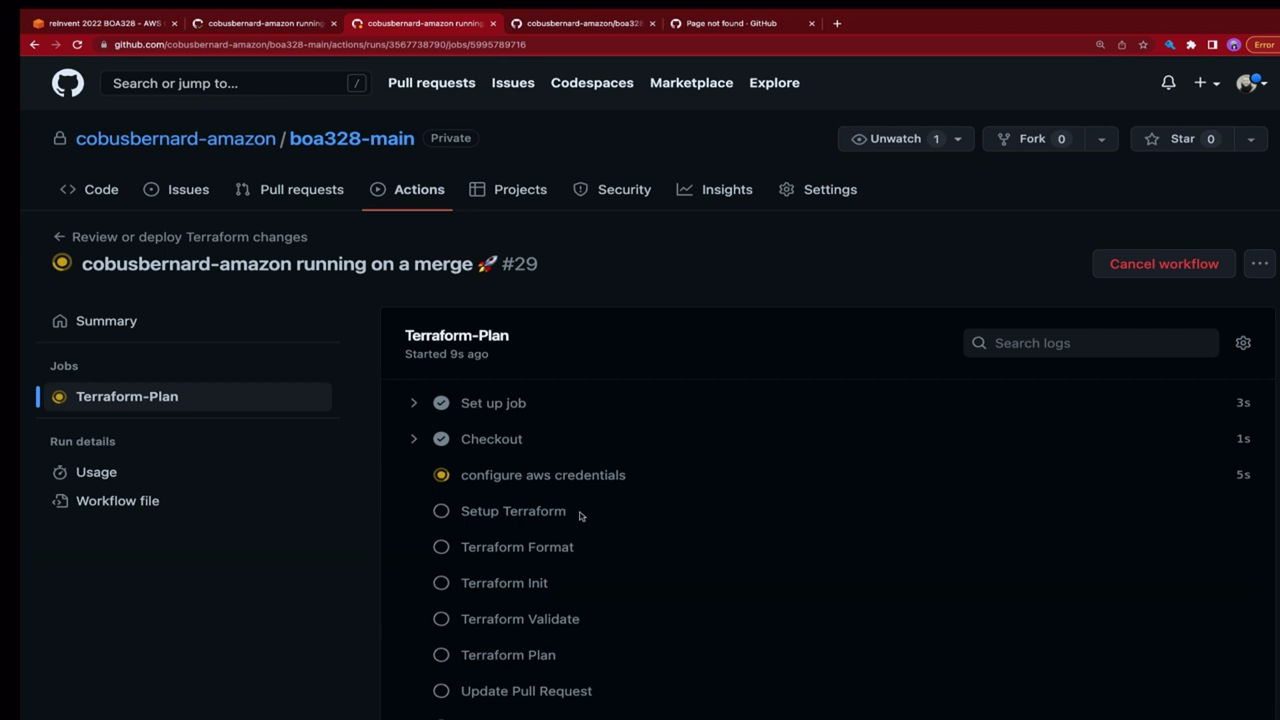 reInvent 2022 BOA328 - AWS
cobusbernard-amazon running
cobusbernard-amazon running
cobusbernard-amazon/boa328
Page not found · GitHub
github.com/cobusbernard-amazon/boa328-main/actions/runs/3567738790/jobs/5995789716
Error
Search or jump to... /
Pull requests Issues Codespaces Marketplace Explore
cobusbernard-amazon / boa328-main Private
Unwatch 1 Fork 0 Star 0
Code Issues Pull requests Actions Projects Security Insights Settings
← Review or deploy Terraform changes
cobusbernard-amazon running on a merge 🚀 #29
Cancel workflow ...
Summary
Jobs
Terraform-Plan
Run details
Usage
Workflow file
Terraform-Plan
Started 9s ago
Search logs
Set up job 3s
Checkout 1s
configure aws credentials 5s
Setup Terraform
Terraform Format
Terraform Init
Terraform Validate
Terraform Plan
Update Pull Request